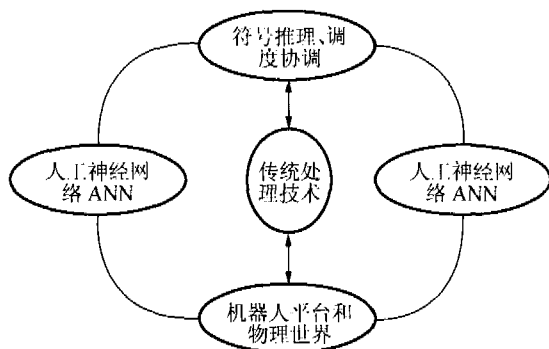 符号推理、调
度协调
人工神经网
络 ANN
传统处
理技术
人工神经网
络 ANN
机器人平台和
物理世界